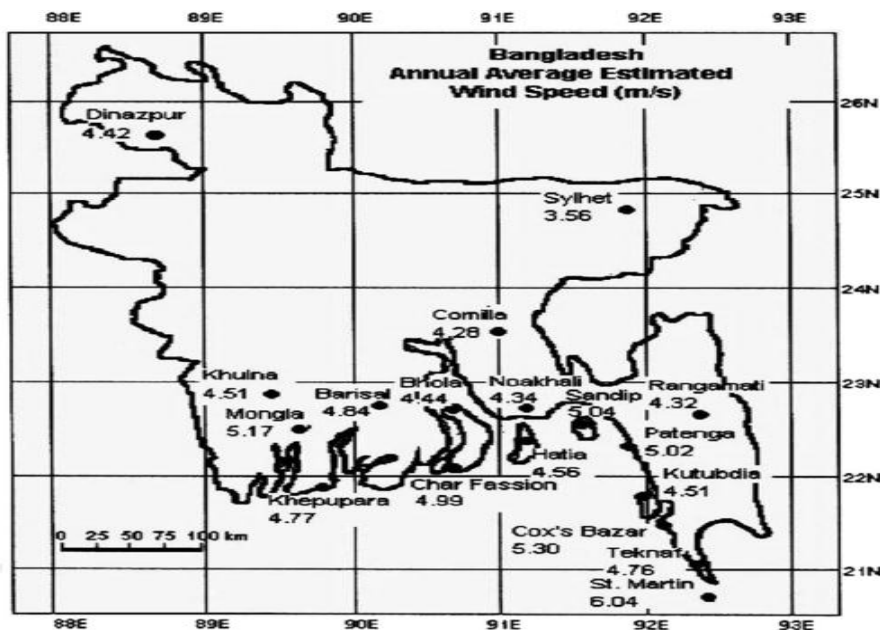 88E 89E 90E 91E 92E 93E
Bangladesh
Annual Average Estimated
Wind Speed (m/s)
26N
Dinazpur
4.42
25N
Sylhet
3.56
24N
Comilla
4.28
23N
Khulna
4.51
Mongla
5.17
Barisal
4.84
Bhola
4.44
Noakhali
4.34
Sandip
5.04
Rangamati
4.32
Patenga
5.02
Hatia
4.56
22N
Kutubdia
4.51
Char Fassion
4.99
Khepupara
4.77
0 25 50 75 100 km
Cox's Bazar
5.30
Teknaf
4.76
21N
St. Martin
6.04
88E 89E 90E 91E 92E 93E